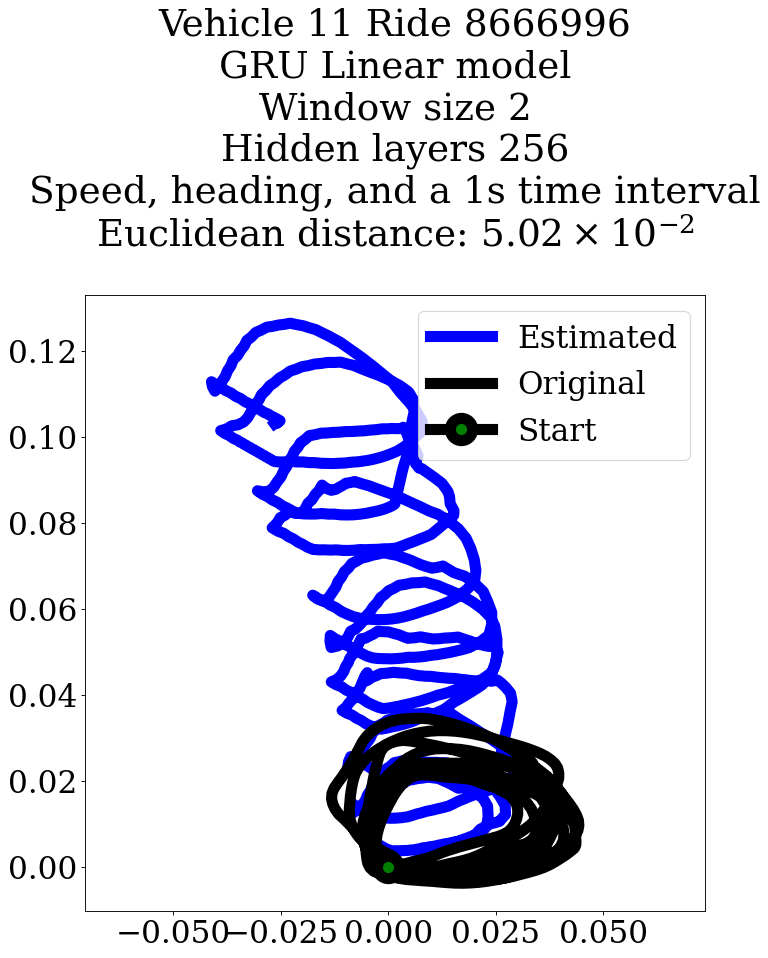 Vehicle 11 Ride 8666996
GRU Linear model
Window size 2
Hidden layers 256
Speed, heading, and a 1s time interval
Euclidean distance: 5.02 × 10⁻²
Estimated
Original
Start
0.12
0.10
0.08
0.06
0.04
0.02
0.00
−0.050 −0.025 0.000 0.025 0.050